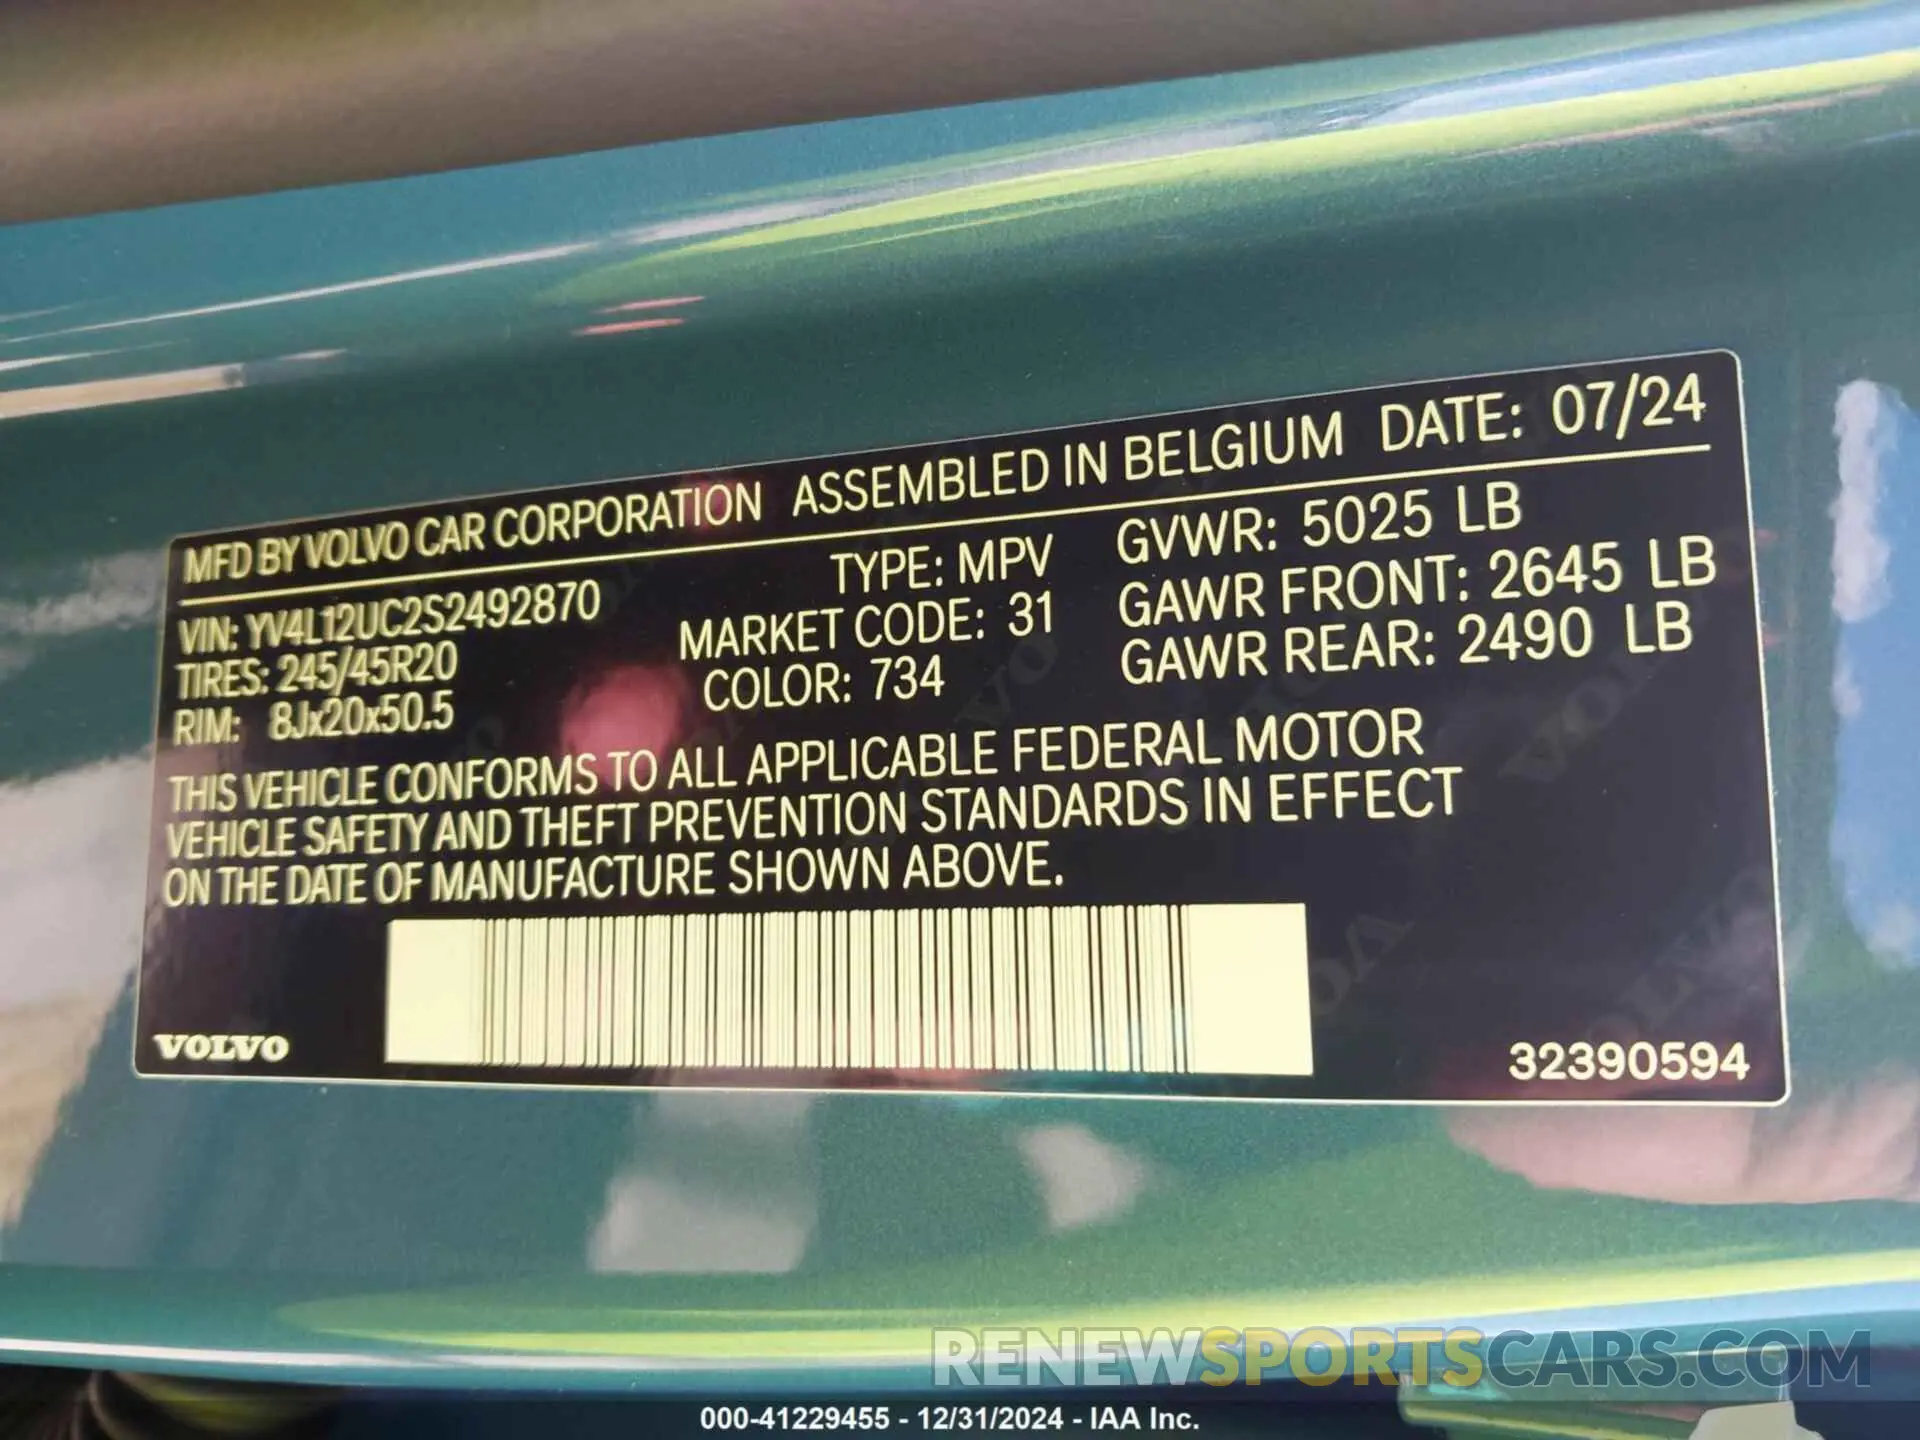 MFD BY VOLVO CAR CORPORATION ASSEMBLED IN BELGIUM DATE: 07/24
VIN: YV4L12UC2S2492870 TYPE: MPV GVWR: 5025 LB
TIRES: 245/45R20 MARKET CODE: 31 GAWR FRONT: 2645 LB
RIM: 8Jx20x50.5 COLOR: 734 GAWR REAR: 2490 LB
THIS VEHICLE CONFORMS TO ALL APPLICABLE FEDERAL MOTOR
VEHICLE SAFETY AND THEFT PREVENTION STANDARDS IN EFFECT
ON THE DATE OF MANUFACTURE SHOWN ABOVE.
VOLVO 32390594
RENEWSPORTSCARS.COM
000-41229455 - 12/31/2024 - IAA Inc.